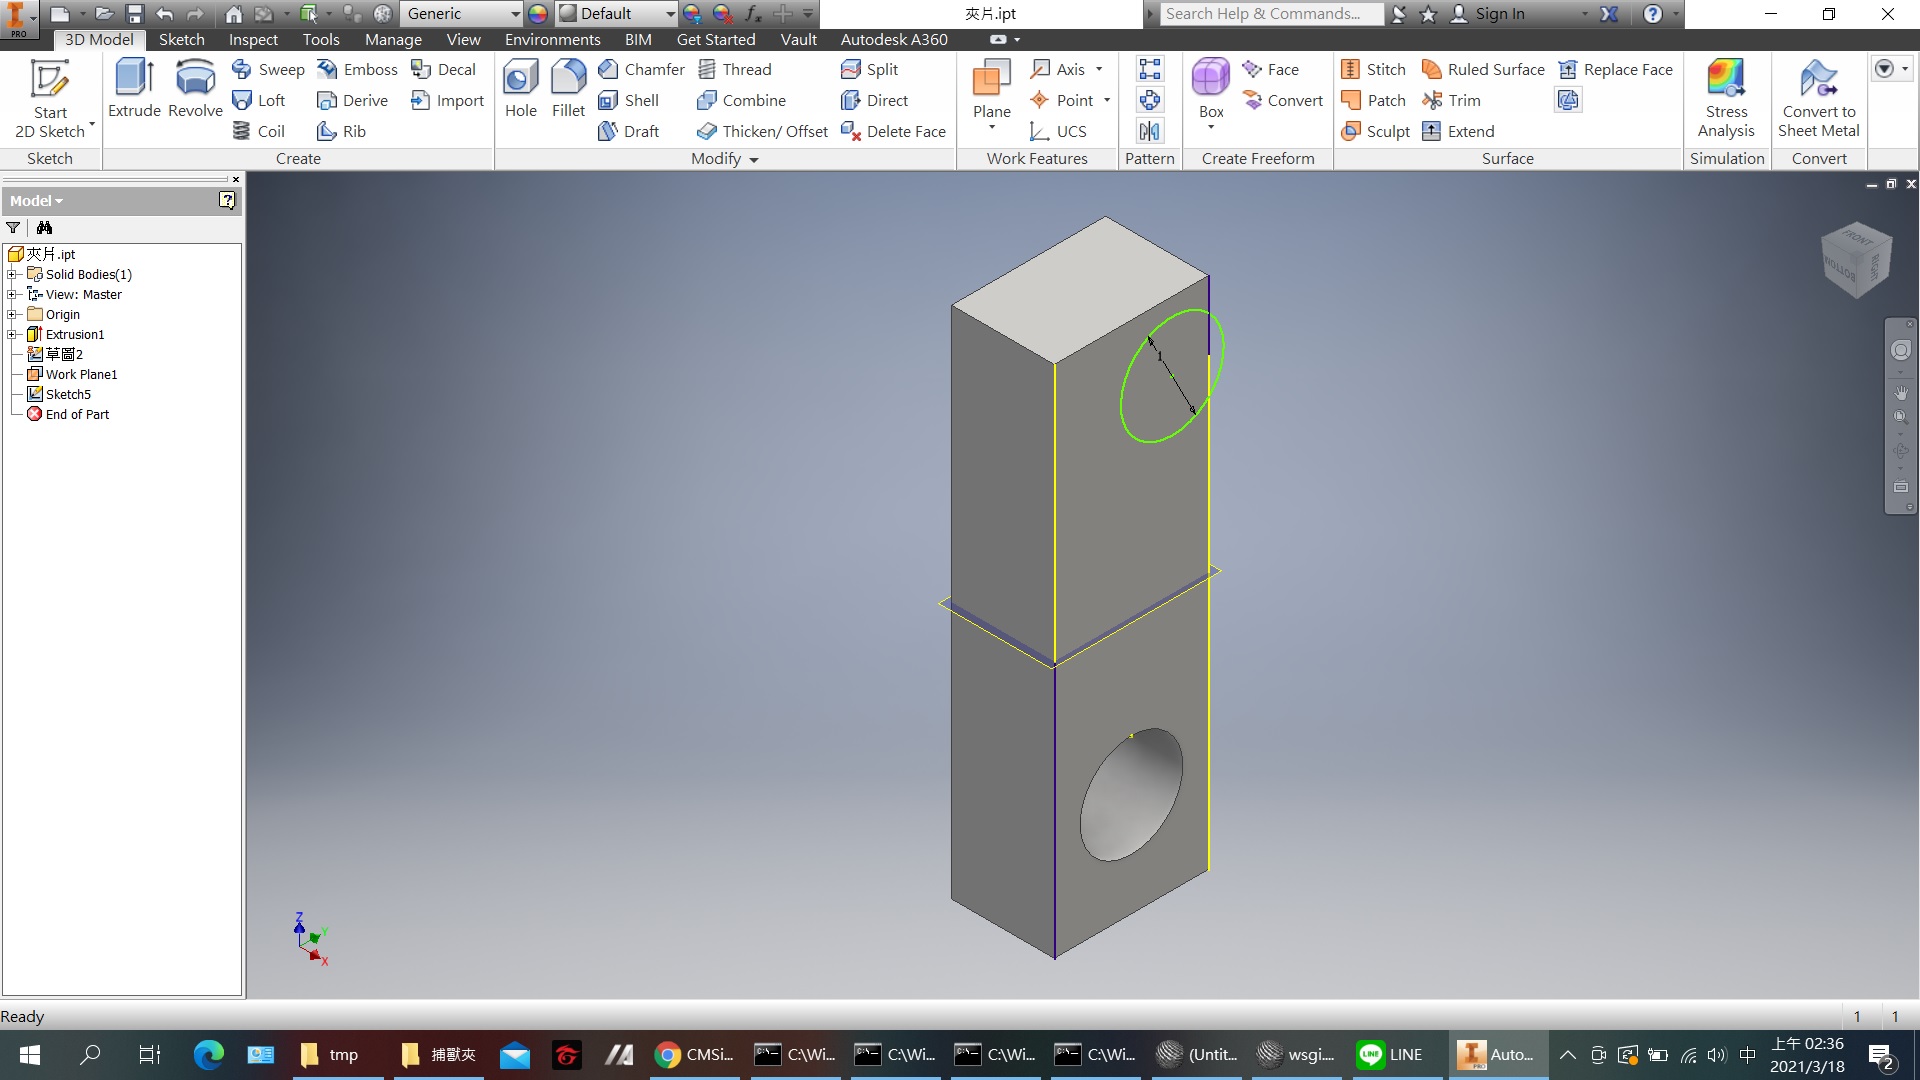 PRO
Generic
Default
fx
夾片.ipt
Search Help & Commands...
Sign In
3D Model Sketch Inspect Tools Manage View Environments BIM Get Started Vault Autodesk A360
Start
2D Sketch
Extrude
Revolve
Sweep
Loft
Coil
Emboss
Derive
Rib
Decal
Import
Hole
Fillet
Chamfer
Shell
Draft
Thread
Combine
Thicken/ Offset
Split
Direct
Delete Face
Plane
Axis
Point
UCS
Box
Face
Convert
Stitch
Patch
Sculpt
Ruled Surface
Trim
Extend
Replace Face
Stress
Analysis
Convert to
Sheet Metal
Sketch Create Modify Work Features Pattern Create Freeform Surface Simulation Convert
Model
夾片.ipt
Solid Bodies(1)
View: Master
Origin
Extrusion1
草圖2
Work Plane1
Sketch5
End of Part
1
FRONT
BOTTOM
RIGHT
Z
Y
X
Ready
1 1
tmp 捕獸夾 CMSi... C:\Wi... C:\Wi... C:\Wi... C:\Wi... (Untit... wsgi.... LINE Auto...
中
上午 02:36
2021/3/18
2